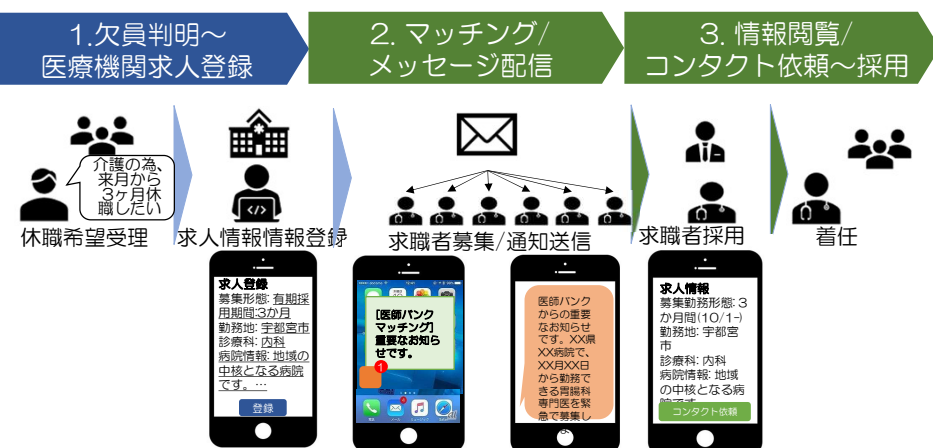 1.欠員判明～
医療機関求人登録
2. マッチング/
メッセージ配信
3. 情報閲覧/
コンタクト依頼～採用
介護の為、
来月から
3ヶ月休
職したい
</>
休職希望受理
求人情報情報登録
求職者募集/通知送信
求職者採用
着任
求人登録
募集形態: 有期採
用期間:3か月
勤務地: 宇都宮市
診療科: 内科
病院情報: 地域の
中核となる病院
です。…
登録
[医師バンク
マッチング]
重要なお知ら
せです。
1
医師バンク
からの重要
なお知らせ
です。XX県
XX病院で、
XX月XX日
から勤務で
きる胃腸科
専門医を緊
急で募集し
求人情報
募集勤務形態: 3
か月間(10/1-)
勤務地: 宇都宮
市
診療科: 内科
病院情報: 地域
の中核となる病
コンタクト依頼